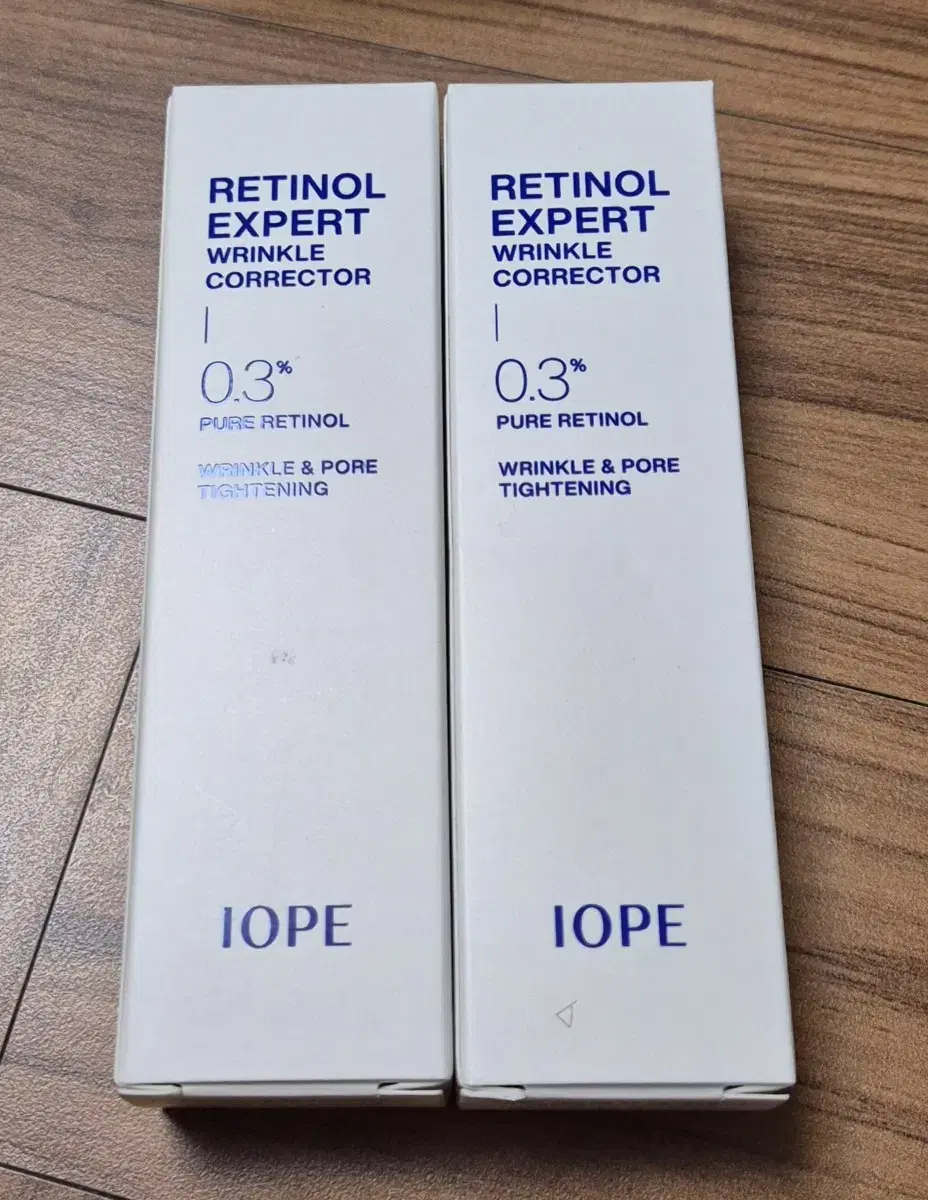 RETINOL
EXPERT
WRINKLE
CORRECTOR
0.3%
PURE RETINOL
WRINKLE & PORE
TIGHTENING
IOPE
RETINOL
EXPERT
WRINKLE
CORRECTOR
0.3%
PURE RETINOL
WRINKLE & PORE
TIGHTENING
IOPE